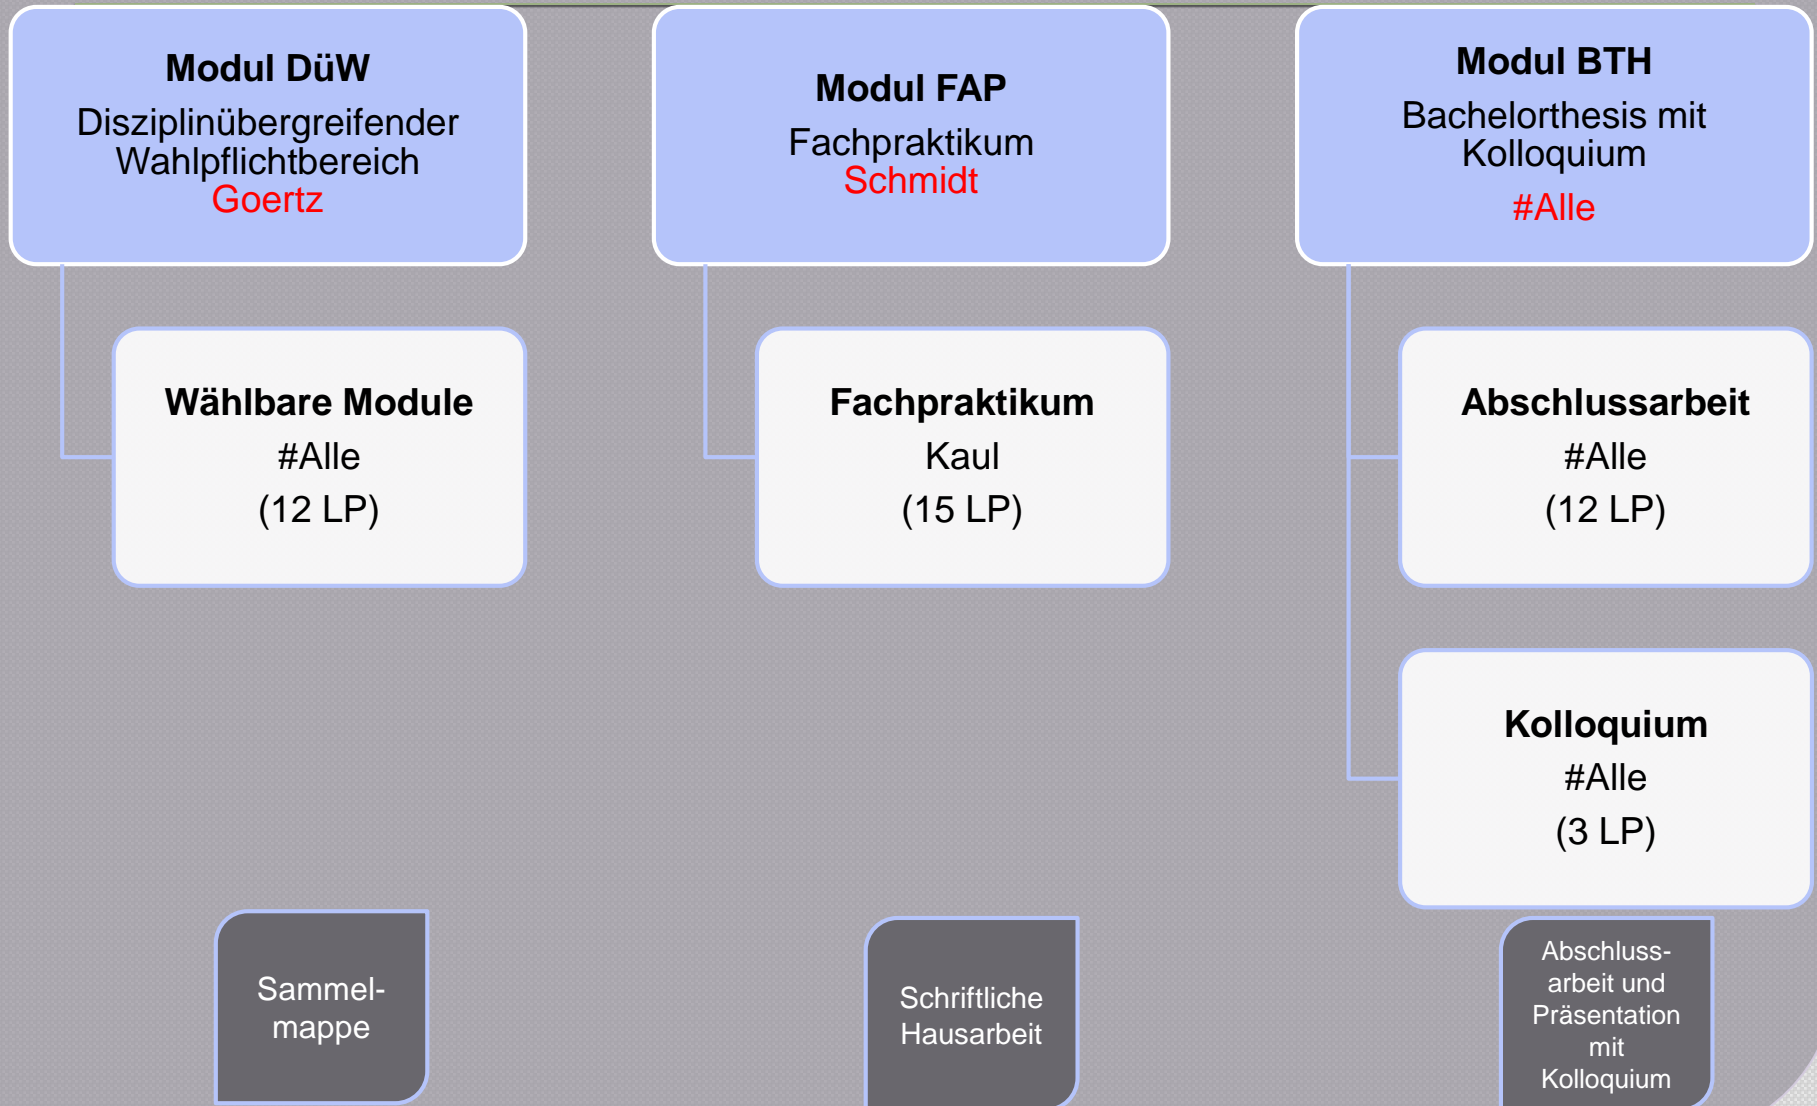 Modul DüW
Disziplinübergreifender
Wahlpflichtbereich
Goertz
Wählbare Module
#Alle
(12 LP)
Sammel-
mappe
Modul FAP
Fachpraktikum
Schmidt
Fachpraktikum
Kaul
(15 LP)
Schriftliche
Hausarbeit
Modul BTH
Bachelorthesis mit
Kolloquium
#Alle
Abschlussarbeit
#Alle
(12 LP)
Kolloquium
#Alle
(3 LP)
Abschluss-
arbeit und
Präsentation
mit
Kolloquium